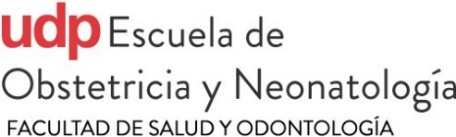 udp Escuela de
Obstetricia y Neonatología
FACULTAD DE SALUD Y ODONTOLOGÍA